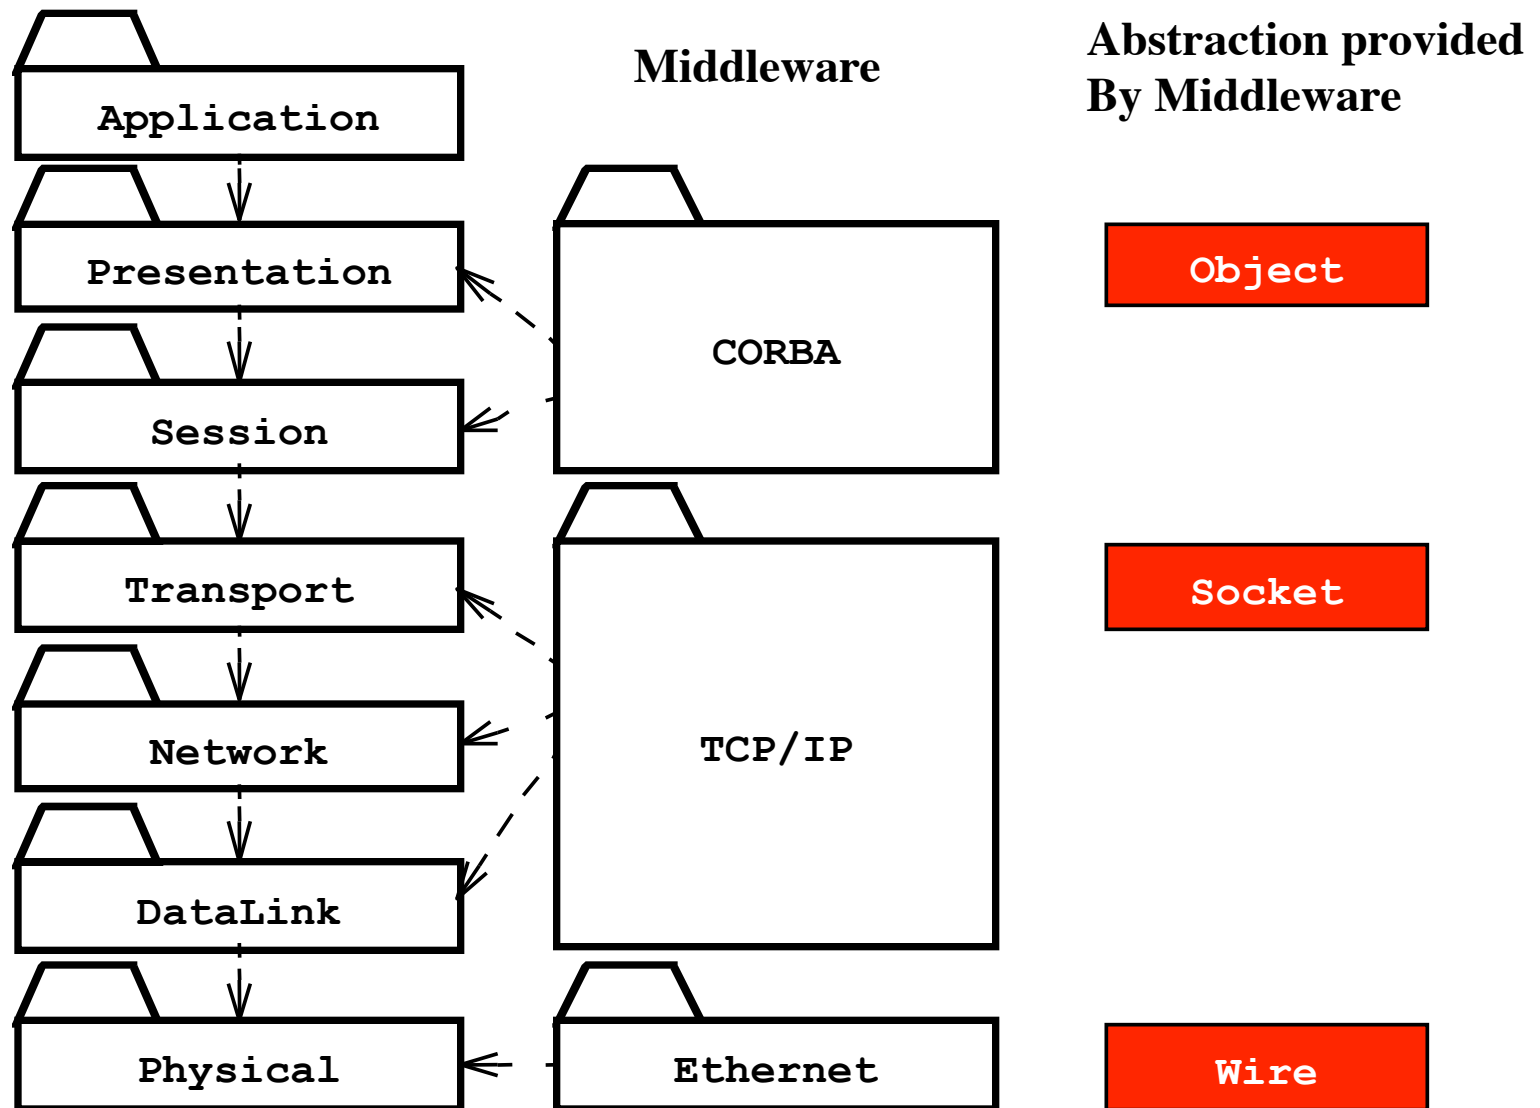 Middleware
Abstraction provided
By Middleware
Application
Presentation
Object
CORBA
Session
Transport
Socket
Network
TCP/IP
DataLink
Physical
Ethernet
Wire